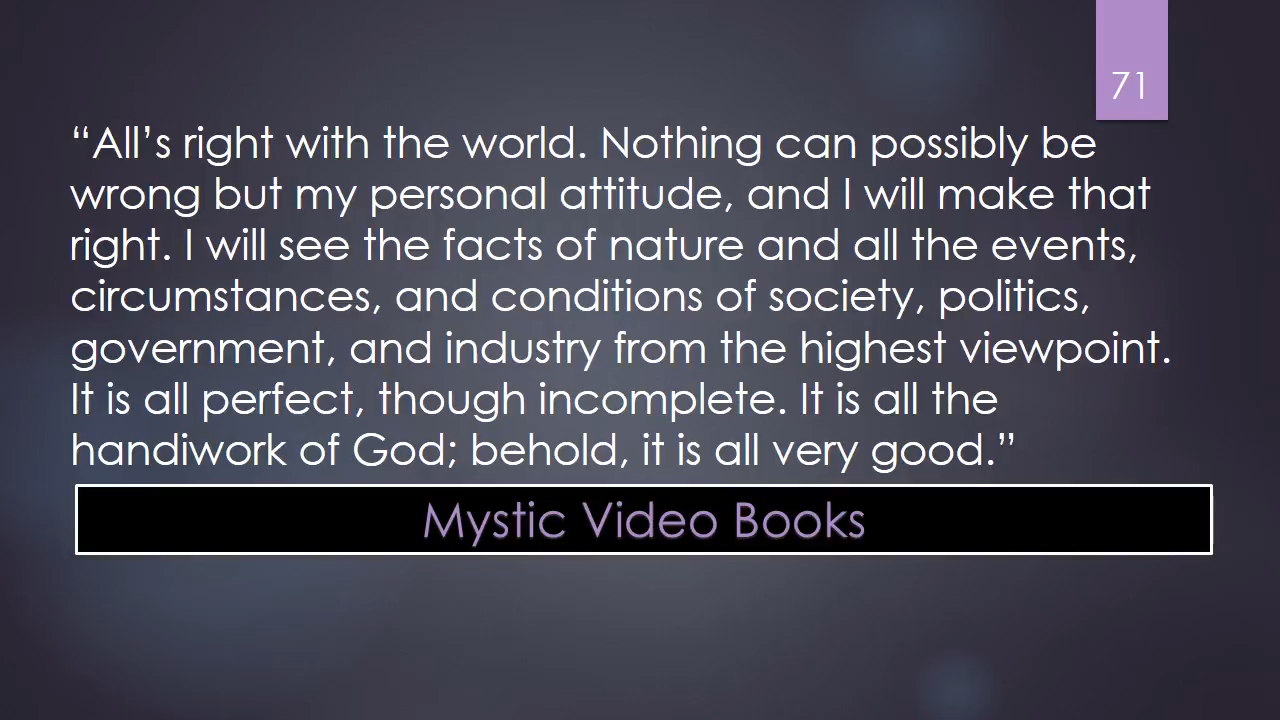 71
“All’s right with the world. Nothing can possibly be
wrong but my personal attitude, and I will make that
right. I will see the facts of nature and all the events,
circumstances, and conditions of society, politics,
government, and industry from the highest viewpoint.
It is all perfect, though incomplete. It is all the
handiwork of God; behold, it is all very good.”
Mystic Video Books